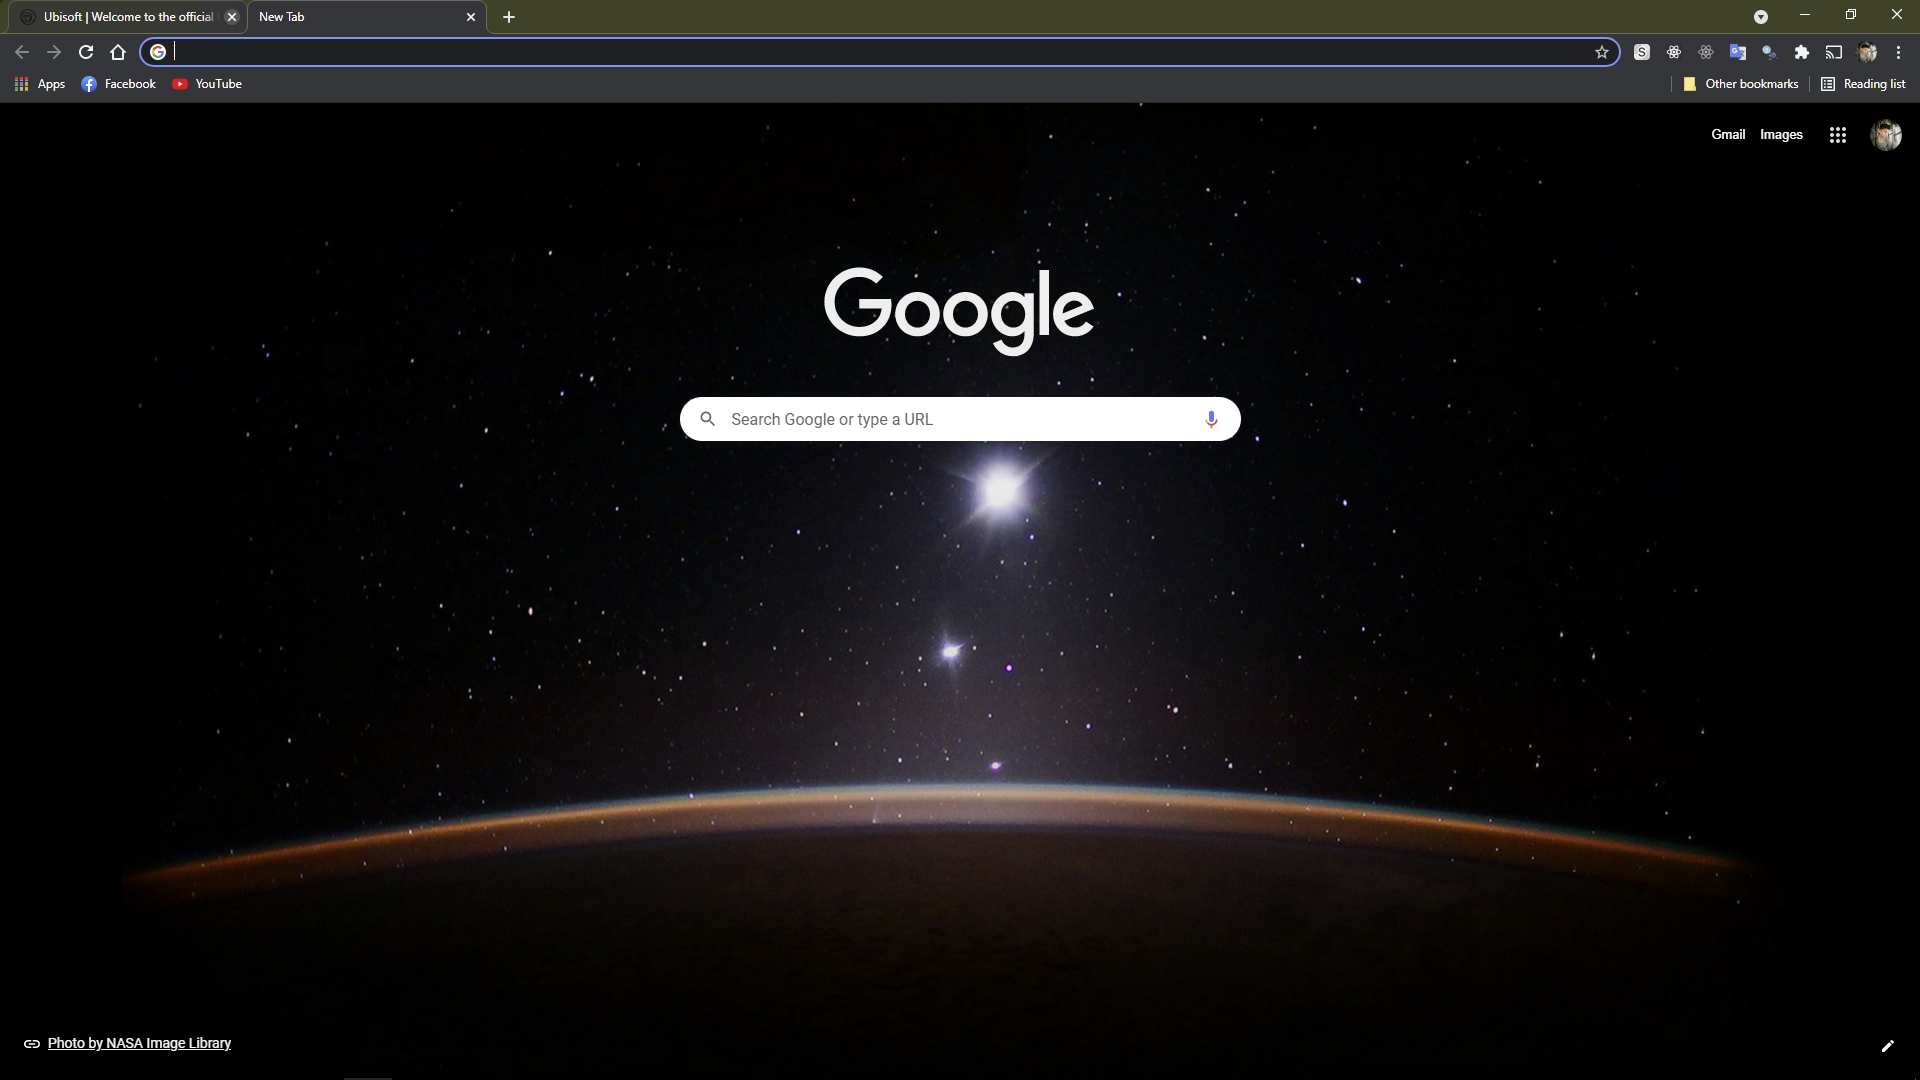 Ubisoft | Welcome to the official
New Tab
Apps
Facebook
YouTube
Other bookmarks
Reading list
Gmail
Images
Google
Search Google or type a URL
Photo by NASA Image Library